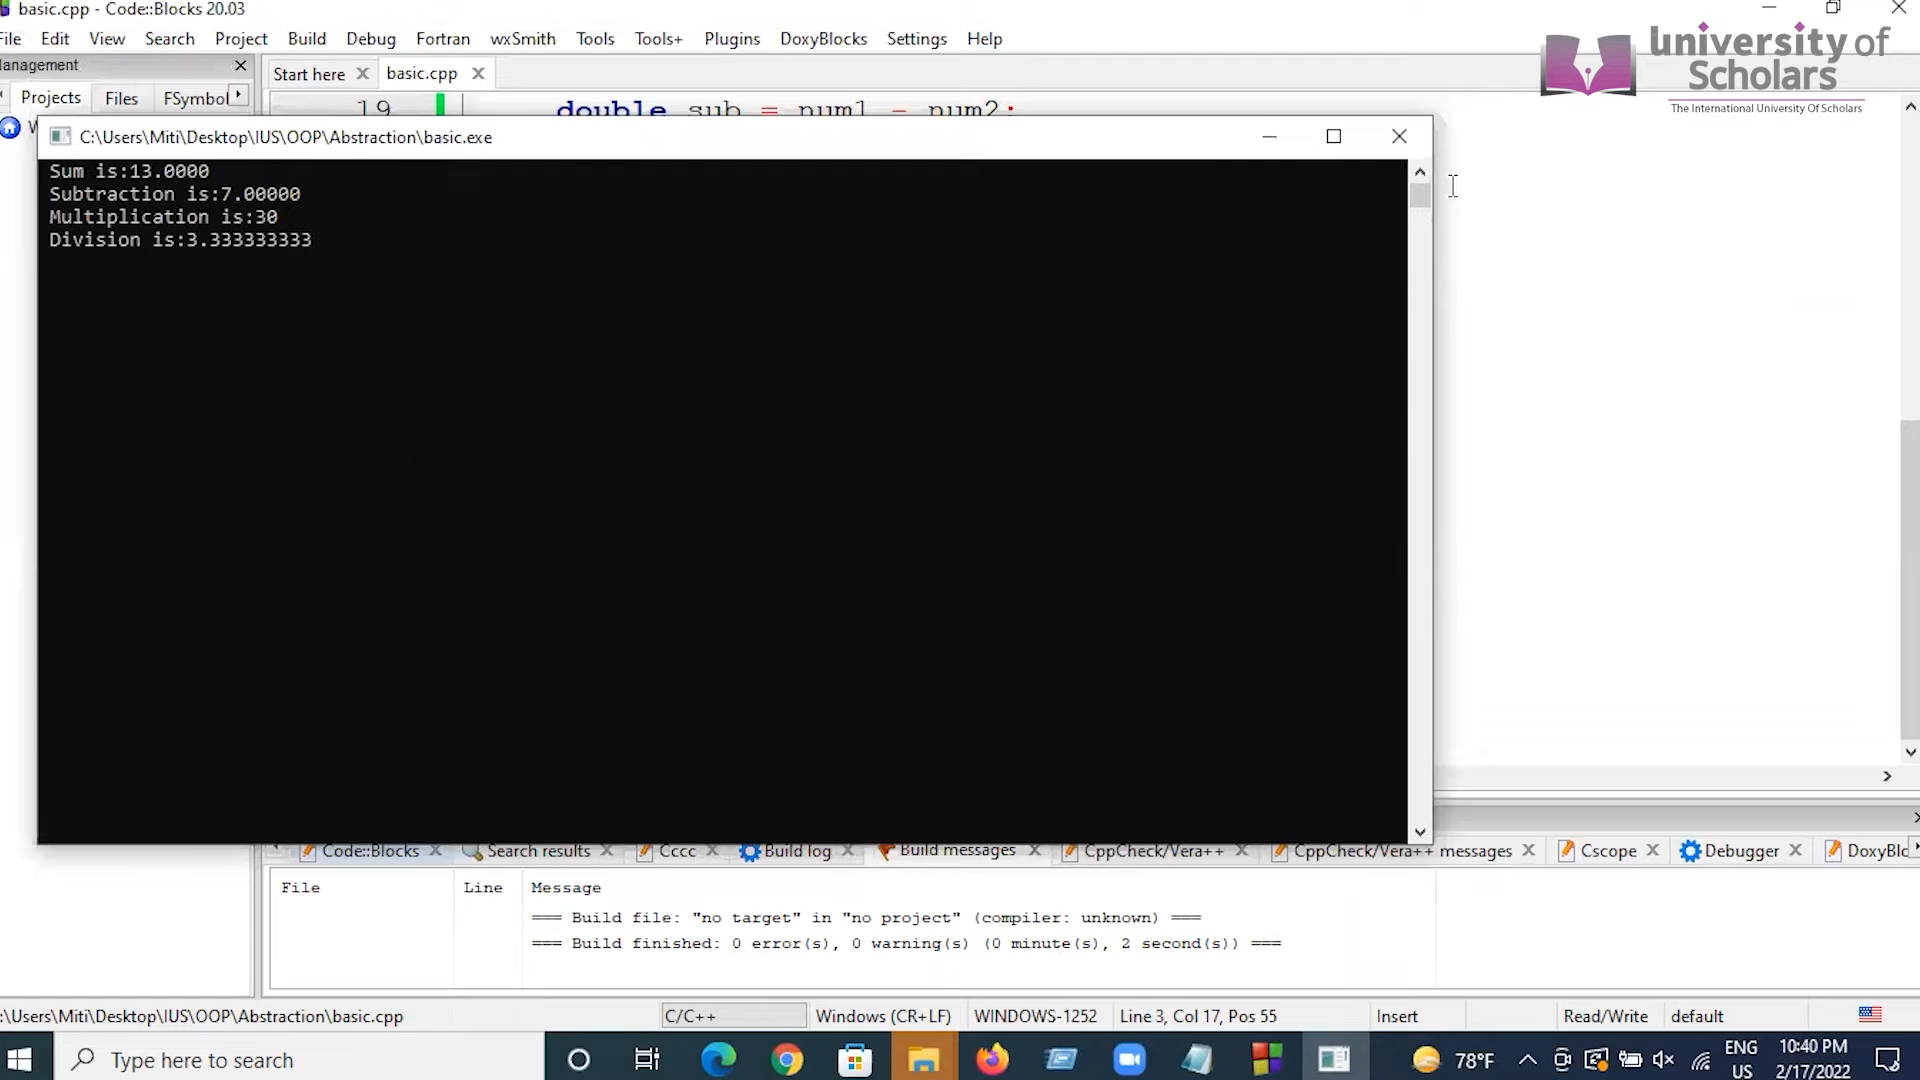 basic.cpp - Code::Blocks 20.03
File Edit View Search Project Build Debug Fortran wxSmith Tools Tools+ Plugins DoxyBlocks Settings Help
university of
Scholars
The International University Of Scholars
anagement
Start here basic.cpp
Projects Files FSymbol
19 double sub = num1 - num2;
C:\Users\Miti\Desktop\IUS\OOP\Abstraction\basic.exe
Sum is:13.0000
Subtraction is:7.00000
Multiplication is:30
Division is:3.333333333
Code::Blocks Search results Cccc Build log Build messages CppCheck/Vera++ CppCheck/Vera++ messages Cscope Debugger DoxyBlo
File Line Message
=== Build file: "no target" in "no project" (compiler: unknown) ===
=== Build finished: 0 error(s), 0 warning(s) (0 minute(s), 2 second(s)) ===
:\Users\Miti\Desktop\IUS\OOP\Abstraction\basic.cpp C/C++ Windows (CR+LF) WINDOWS-1252 Line 3, Col 17, Pos 55 Insert Read/Write default
Type here to search 78°F ENG US 10:40 PM 2/17/2022